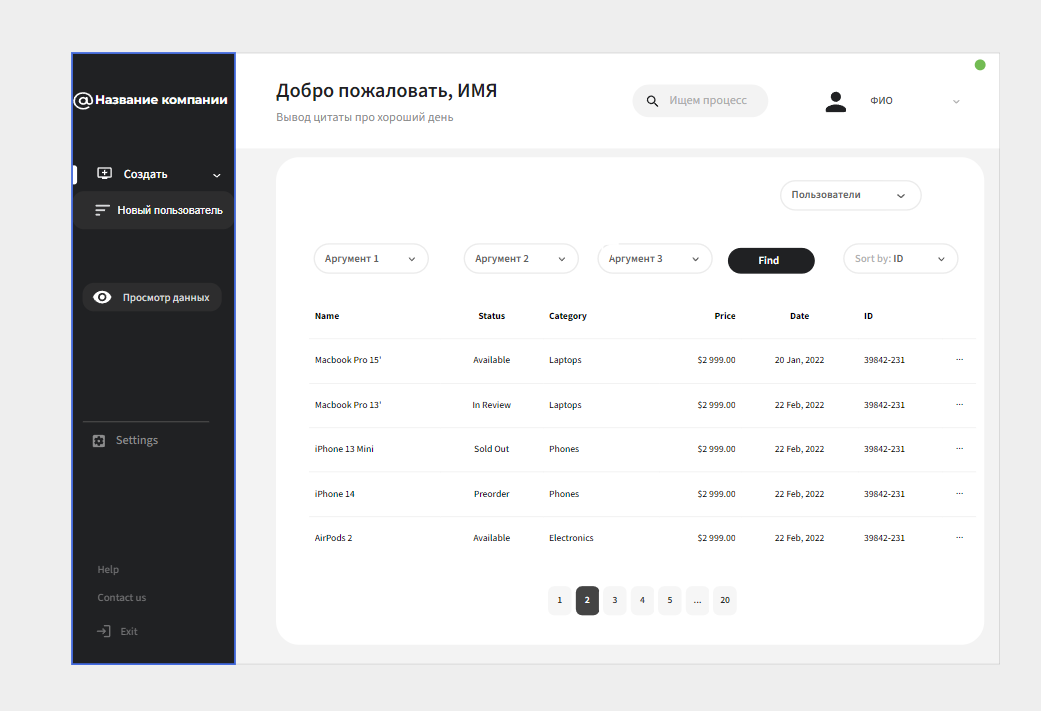 @Название компании
Создать
Новый пользователь
Просмотр данных
Settings
Help
Contact us
Exit
Добро пожаловать, ИМЯ
Вывод цитаты про хороший день
Ищем процесс
ФИО
Пользователи
Аргумент 1 Аргумент 2 Аргумент 3 Find Sort by: ID
Name Status Category Price Date ID
Macbook Pro 15' Available Laptops $2 999.00 20 Jan, 2022 39842-231 ...
Macbook Pro 13' In Review Laptops $2 999.00 22 Feb, 2022 39842-231 ...
iPhone 13 Mini Sold Out Phones $2 999.00 22 Feb, 2022 39842-231 ...
iPhone 14 Preorder Phones $2 999.00 22 Feb, 2022 39842-231 ...
AirPods 2 Available Electronics $2 999.00 22 Feb, 2022 39842-231 ...
1 2 3 4 5 ... 20